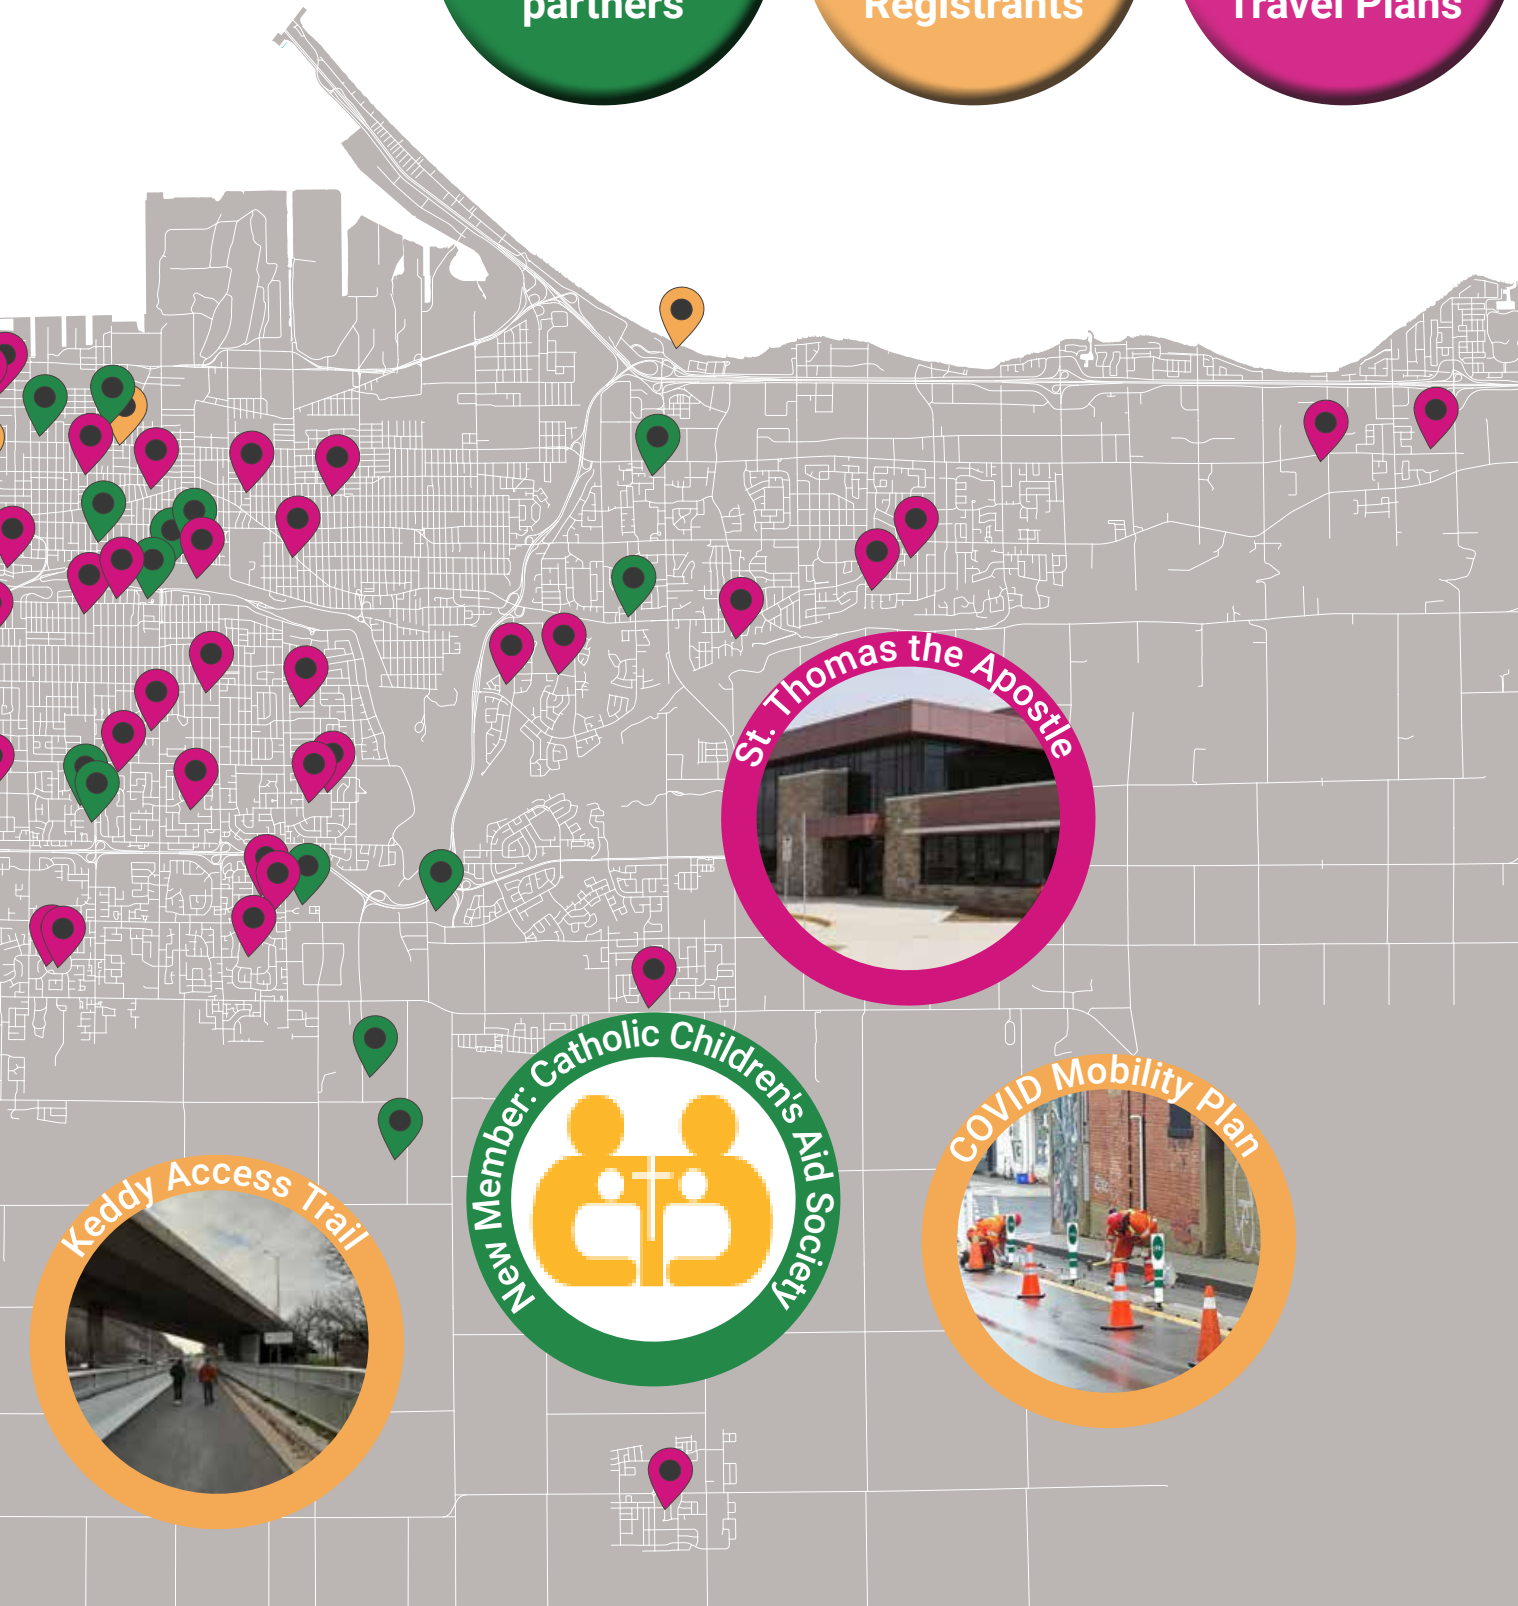 partners
Registrants
Travel Plans
St. Thomas the Apostle
New Member: Catholic Children's Aid Society
COVID Mobility Plan
Keddy Access Trail